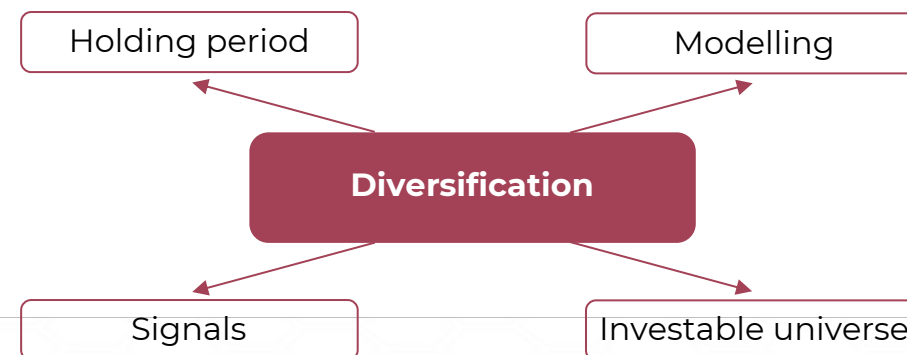 Holding period
Modelling
Diversification
Signals
Investable universe